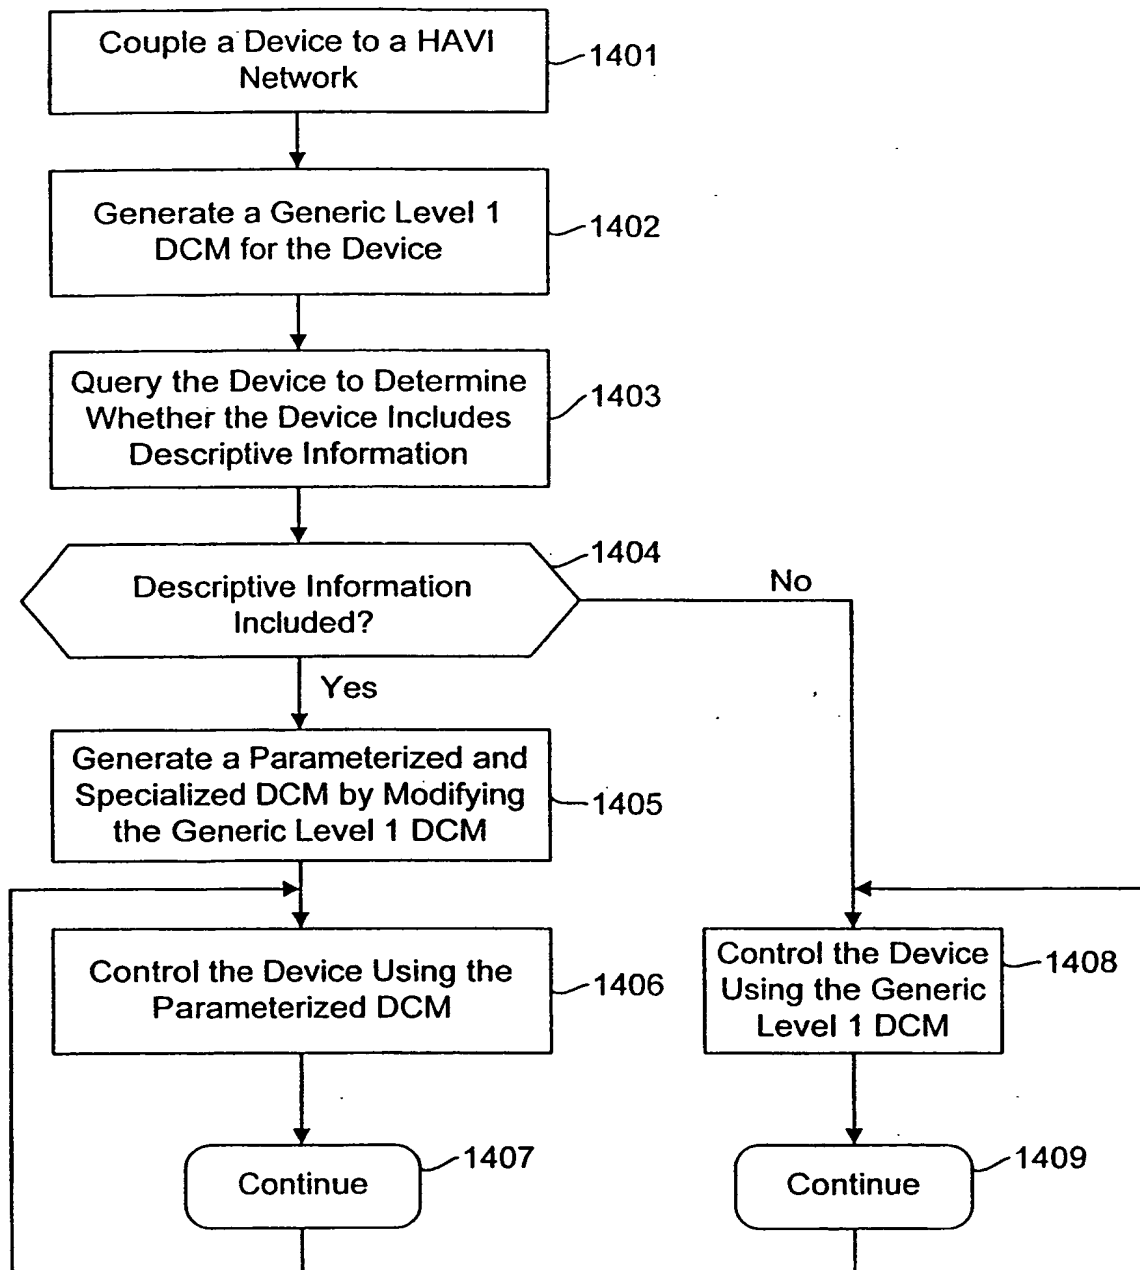 Couple a Device to a HAVI
Network
1401
Generate a Generic Level 1
DCM for the Device
1402
Query the Device to Determine
Whether the Device Includes
Descriptive Information
1403
Descriptive Information
Included?
1404
No
Yes
Generate a Parameterized and
Specialized DCM by Modifying
the Generic Level 1 DCM
1405
Control the Device Using the
Parameterized DCM
1406
Control the Device
Using the Generic
Level 1 DCM
1408
Continue
1407
Continue
1409